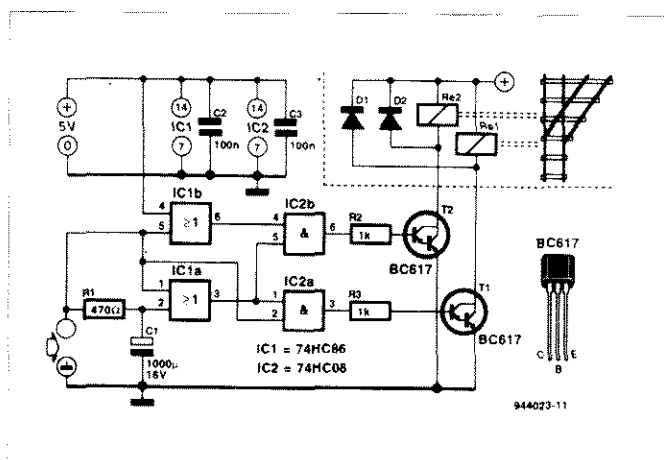 +
5V
0
14
IC1
7
C2
100n
14
IC2
7
C3
100n
D1
D2
Re2
Re1
+
IC1b
4
5
≥1
6
IC2b
4
5
&
6
R2
1k
T2
BC617
IC1a
1
2
≥1
3
IC2a
1
2
&
3
R3
1k
T1
BC617
R1
470Ω
C1
1000µ
16V
IC1 = 74HC86
IC2 = 74HC08
BC617
C
B
E
944023-11